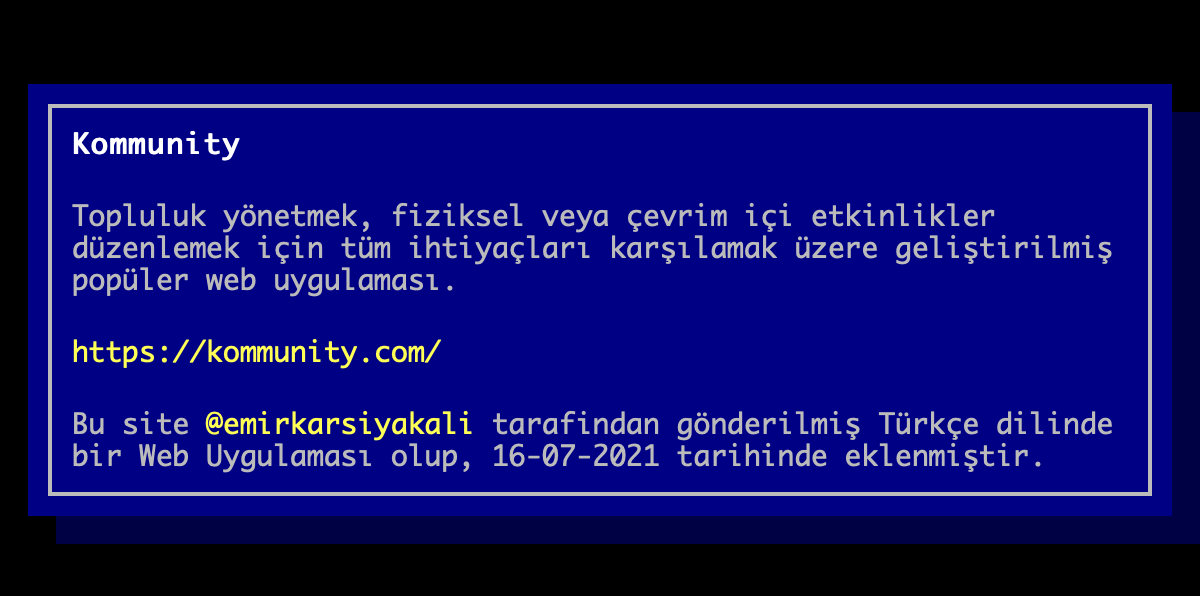 Kommunity
Topluluk yönetmek, fiziksel veya çevrim içi etkinlikler
düzenlemek için tüm ihtiyaçları karşılamak üzere geliştirilmiş
popüler web uygulaması.
https://kommunity.com/
Bu site @emirkarsiyakali tarafından gönderilmiş Türkçe dilinde
bir Web Uygulaması olup, 16-07-2021 tarihinde eklenmiştir.